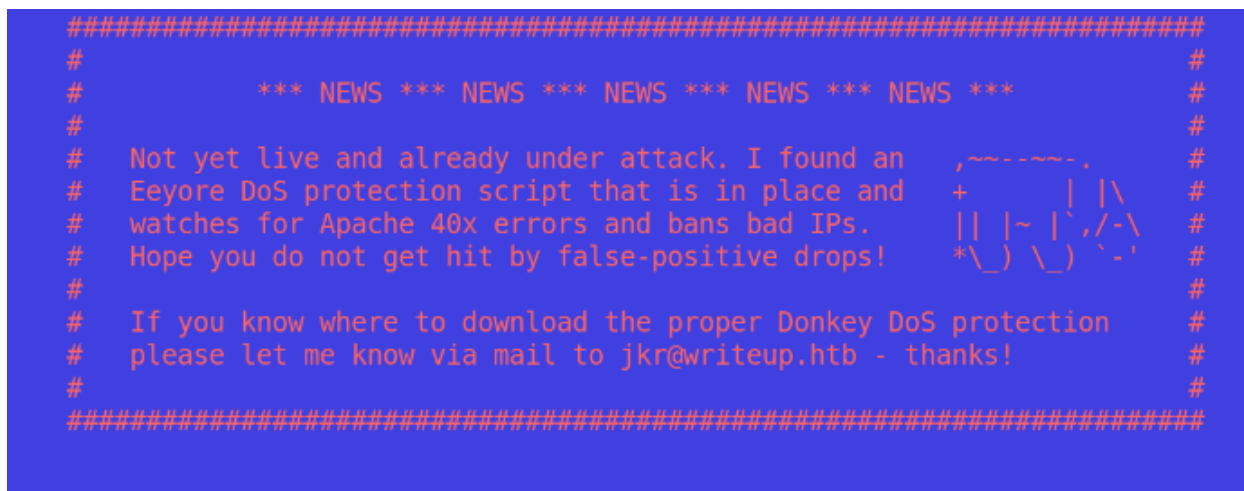 ########################################################################
#                                                                      #
#           *** NEWS *** NEWS *** NEWS *** NEWS *** NEWS ***           #
#                                                                      #
#   Not yet live and already under attack. I found an   ,~~--~~-.      #
#   Eeyore DoS protection script that is in place and   +      | |\    #
#   watches for Apache 40x errors and bans bad IPs.     || |~ |`,/-\   #
#   Hope you do not get hit by false-positive drops!    *\_) \_) `-'   #
#                                                                      #
#   If you know where to download the proper Donkey DoS protection     #
#   please let me know via mail to jkr@writeup.htb - thanks!           #
#                                                                      #
########################################################################